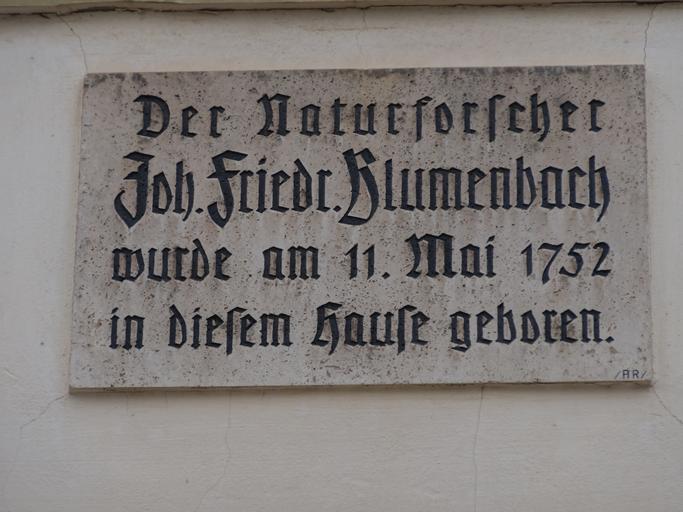 Der Naturforscher
Joh. Friedr. Blumenbach
wurde am 11. Mai 1752
in diesem Hause geboren.
/AR/